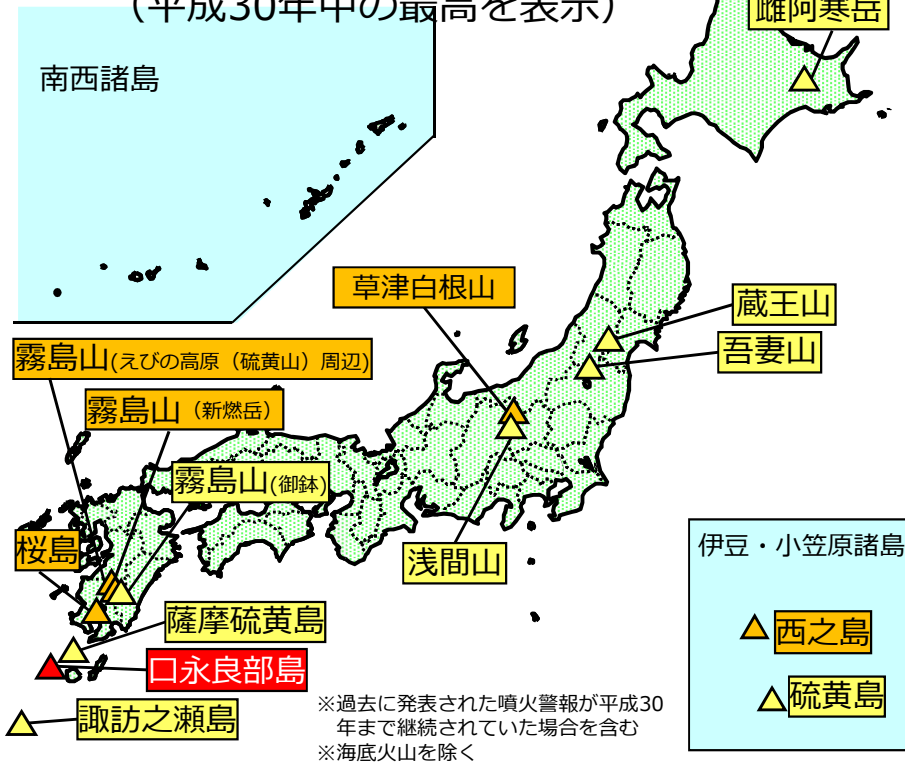 （平成30年中の最高を表示）
雌阿寒岳
南西諸島
草津白根山
蔵王山
吾妻山
霧島山(えびの高原（硫黄山）周辺)
霧島山（新燃岳）
霧島山(御鉢)
桜島
浅間山
伊豆・小笠原諸島
薩摩硫黄島
西之島
口永良部島
硫黄島
諏訪之瀬島
※過去に発表された噴火警報が平成30
年まで継続されていた場合を含む
※海底火山を除く